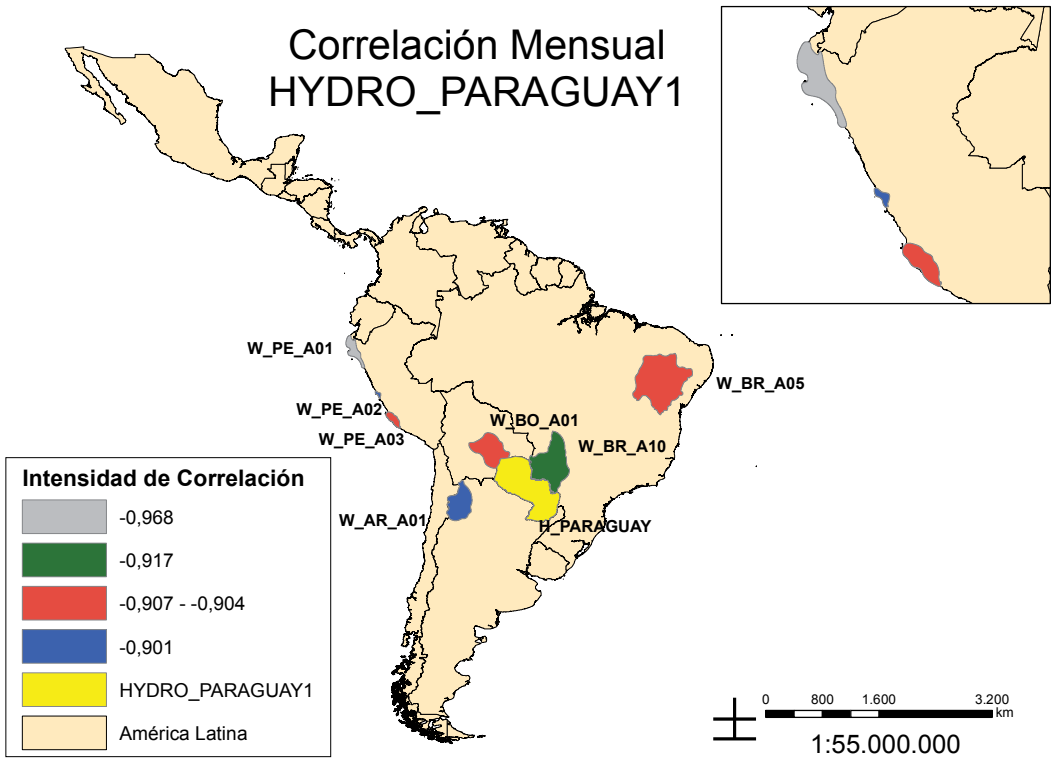 Correlación Mensual
HYDRO_PARAGUAY1
W_PE_A01
W_BR_A05
W_PE_A02
W_BO_A01
W_PE_A03
W_BR_A10
W_AR_A01
H_PARAGUAY
Intensidad de Correlación
-0,968
-0,917
-0,907 - -0,904
-0,901
HYDRO_PARAGUAY1
América Latina
0 800 1.600 3.200
km
1:55.000.000